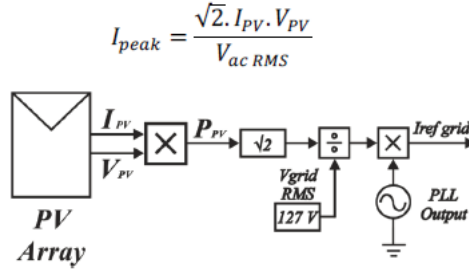 I_peak = √2. I_PV. V_PV / V_ac RMS
I_PV
V_PV
×
P_PV
√2
÷
×
Iref grid
Vgrid
RMS
127 V
PLL
Output
PV
Array